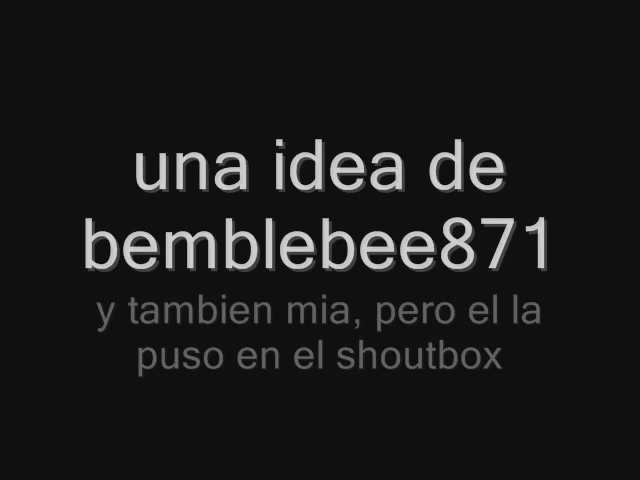 una idea de
bemblebee871
y tambien mia, pero el la
puso en el shoutbox